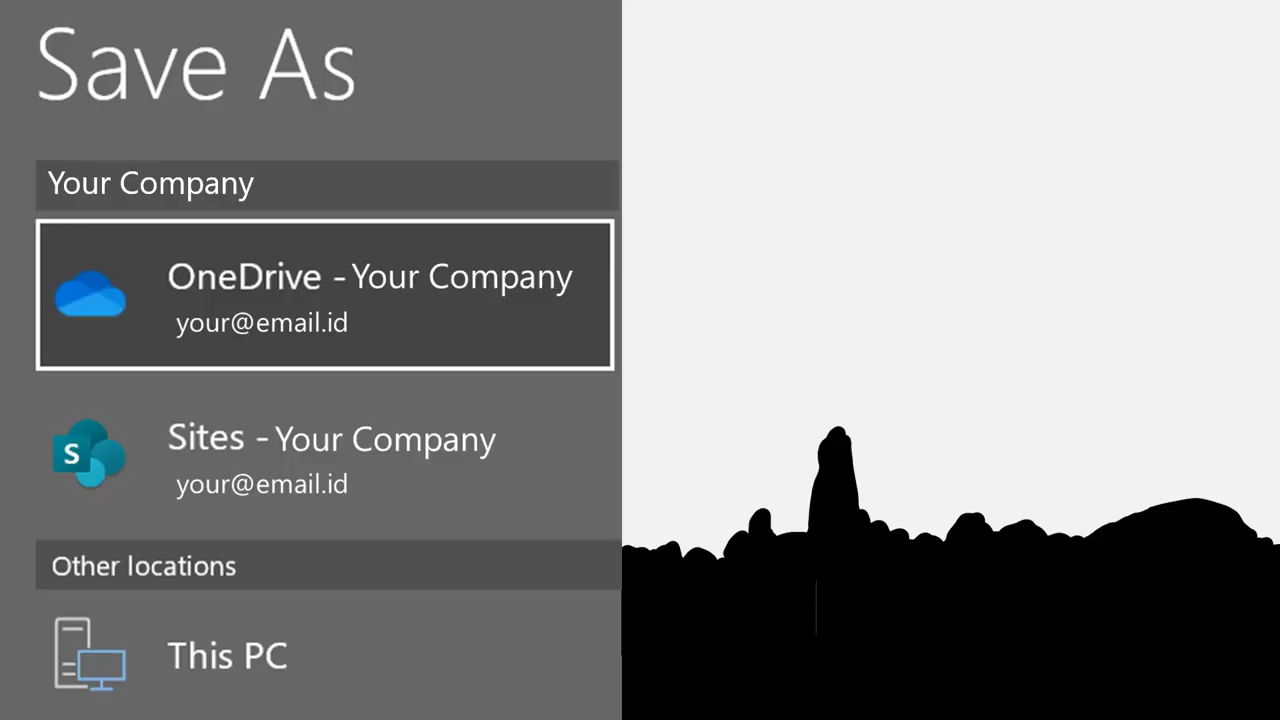 Save As
Your Company
OneDrive - Your Company
your@email.id
S
Sites - Your Company
your@email.id
Other locations
This PC